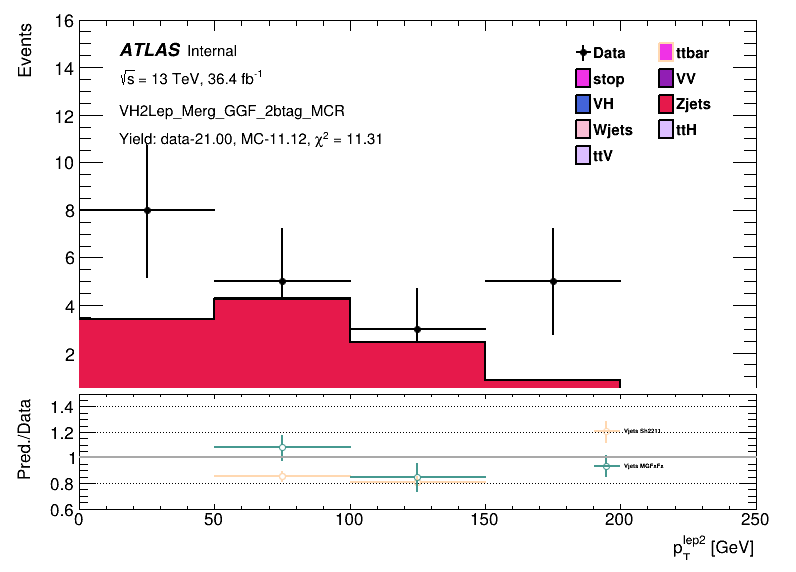 Events
16
14
12
10
8
6
4
2
ATLAS Internal
√s = 13 TeV, 36.4 fb⁻¹
VH2Lep_Merg_GGF_2btag_MCR
Yield: data-21.00, MC-11.12, χ² = 11.31
Data
ttbar
stop
VV
VH
Zjets
Wjets
ttH
ttV
Pred./Data
1.4
1.2
1
0.8
0.6
Vjets Sh2211
Vjets MGFxFx
0 50 100 150 200 250
p_T^lep2 [GeV]